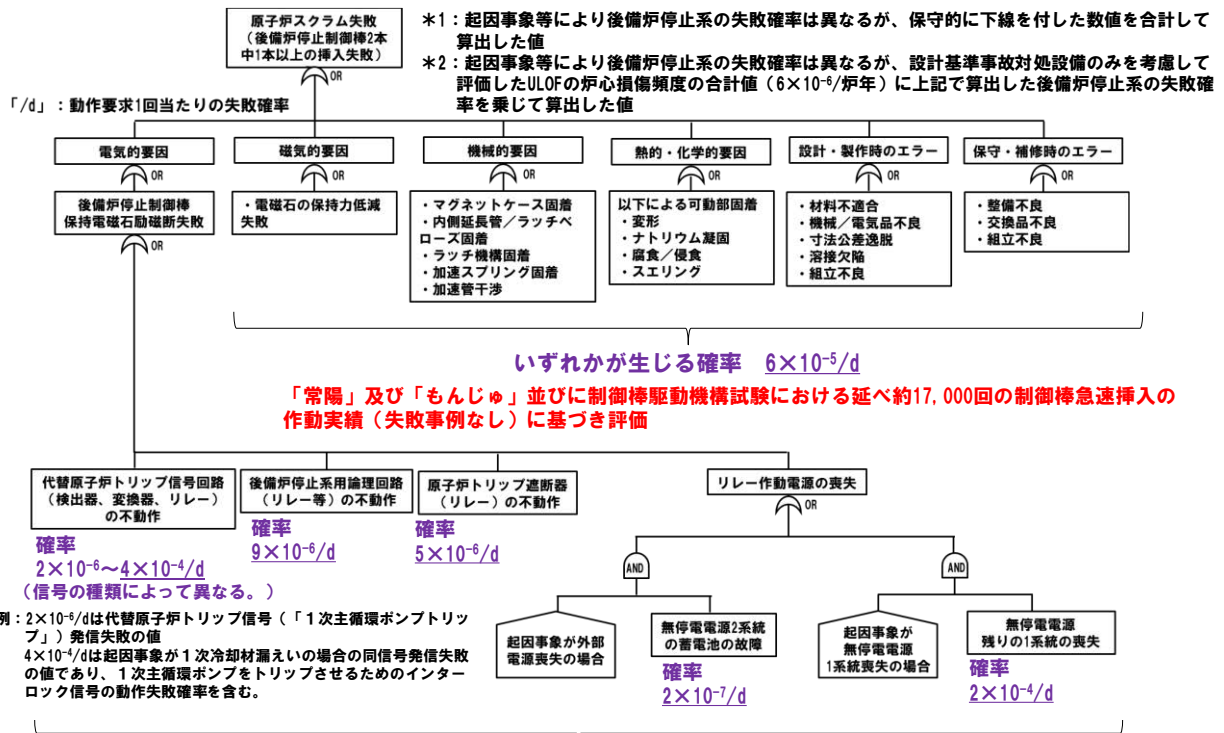 原子炉スクラム失敗
（後備炉停止制御棒2本
中1本以上の挿入失敗）
OR
＊1：起因事象等により後備炉停止系の失敗確率は異なるが、保守的に下線を付した数値を合計して
算出した値
＊2：起因事象等により後備炉停止系の失敗確率は異なるが、設計基準事故対処設備のみを考慮して
評価したULOFの炉心損傷頻度の合計値（6×10⁻⁶/炉年）に上記で算出した後備炉停止系の失敗確
率を乗じて算出した値
「/d」：動作要求1回当たりの失敗確率
電気的要因
OR
磁気的要因
OR
機械的要因
OR
熱的・化学的要因
OR
設計・製作時のエラー
OR
保守・補修時のエラー
OR
後備炉停止制御棒
保持電磁石励磁断失敗
OR
・電磁石の保持力低減
失敗
・マグネットケース固着
・内側延長管／ラッチベ
ローズ固着
・ラッチ機構固着
・加速スプリング固着
・加速管干渉
以下による可動部固着
・変形
・ナトリウム凝固
・腐食／侵食
・スエリング
・材料不適合
・機械／電気品不良
・寸法公差逸脱
・溶接欠陥
・組立不良
・整備不良
・交換品不良
・組立不良
いずれかが生じる確率 6×10⁻⁵/d
「常陽」及び「もんじゅ」並びに制御棒駆動機構試験における延べ約17,000回の制御棒急速挿入の
作動実績（失敗事例なし）に基づき評価
代替原子炉トリップ信号回路
（検出器、変換器、リレー）
の不動作
確率
2×10⁻⁶～4×10⁻⁴/d
（信号の種類によって異なる。）
後備炉停止系用論理回路
（リレー等）の不動作
確率
9×10⁻⁶/d
原子炉トリップ遮断器
（リレー）の不動作
確率
5×10⁻⁶/d
リレー作動電源の喪失
OR
AND
AND
起因事象が外部
電源喪失の場合
無停電電源2系統
の蓄電池の故障
確率
2×10⁻⁷/d
起因事象が
無停電電源
1系統喪失の場合
無停電電源
残りの1系統の喪失
確率
2×10⁻⁴/d
例：2×10⁻⁶/dは代替原子炉トリップ信号（「１次主循環ポンプトリッ
プ」）発信失敗の値
4×10⁻⁴/dは起因事象が１次冷却材漏えいの場合の同信号発信失敗
の値であり、１次主循環ポンプをトリップさせるためのインター
ロック信号の動作失敗確率を含む。